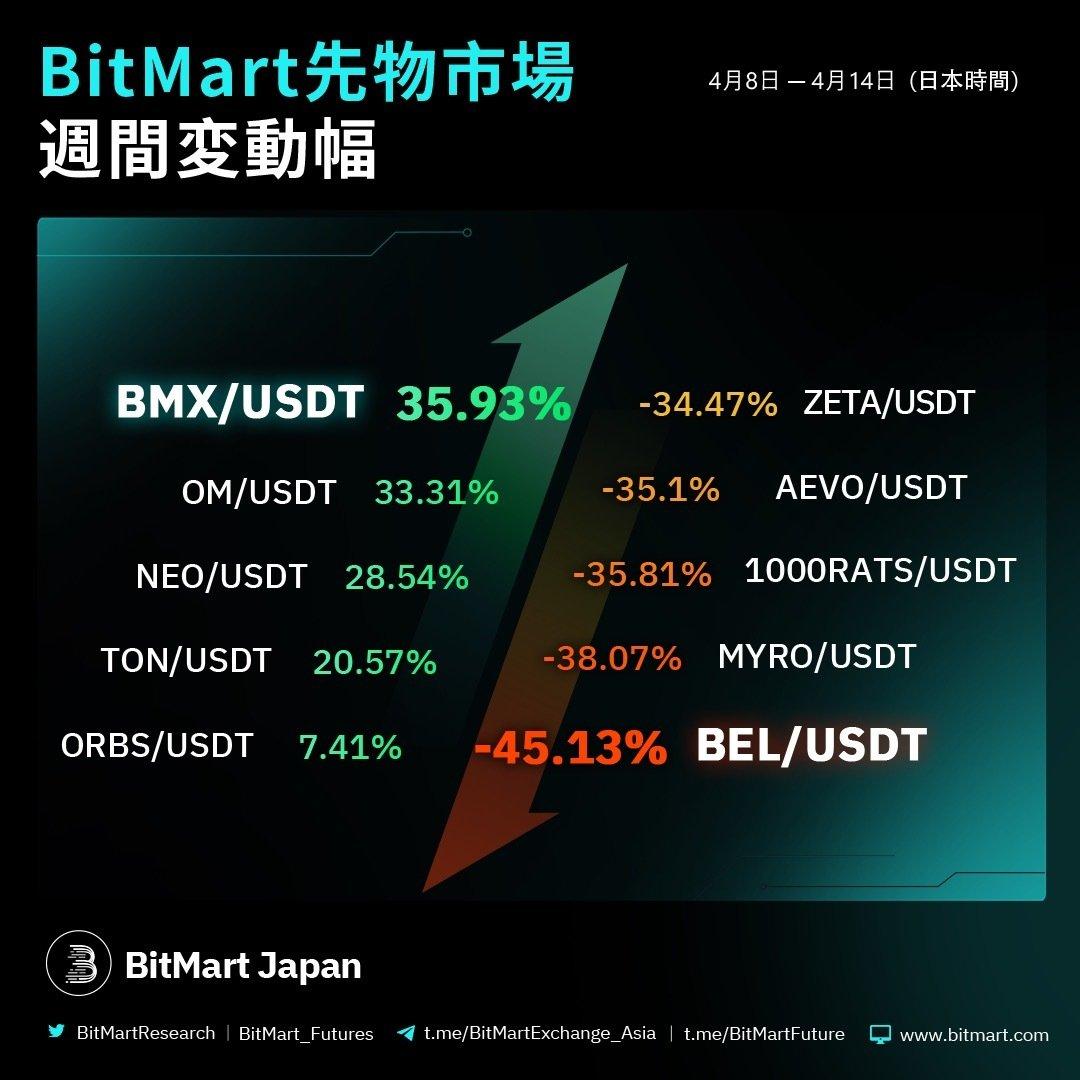 BitMart先物市場
週間変動幅
4月8日 — 4月14日（日本時間）
BMX/USDT 35.93%
OM/USDT 33.31%
NEO/USDT 28.54%
TON/USDT 20.57%
ORBS/USDT 7.41%
-34.47% ZETA/USDT
-35.1% AEVO/USDT
-35.81% 1000RATS/USDT
-38.07% MYRO/USDT
-45.13% BEL/USDT
BitMart Japan
BitMartResearch | BitMart_Futures t.me/BitMartExchange_Asia | t.me/BitMartFuture www.bitmart.com